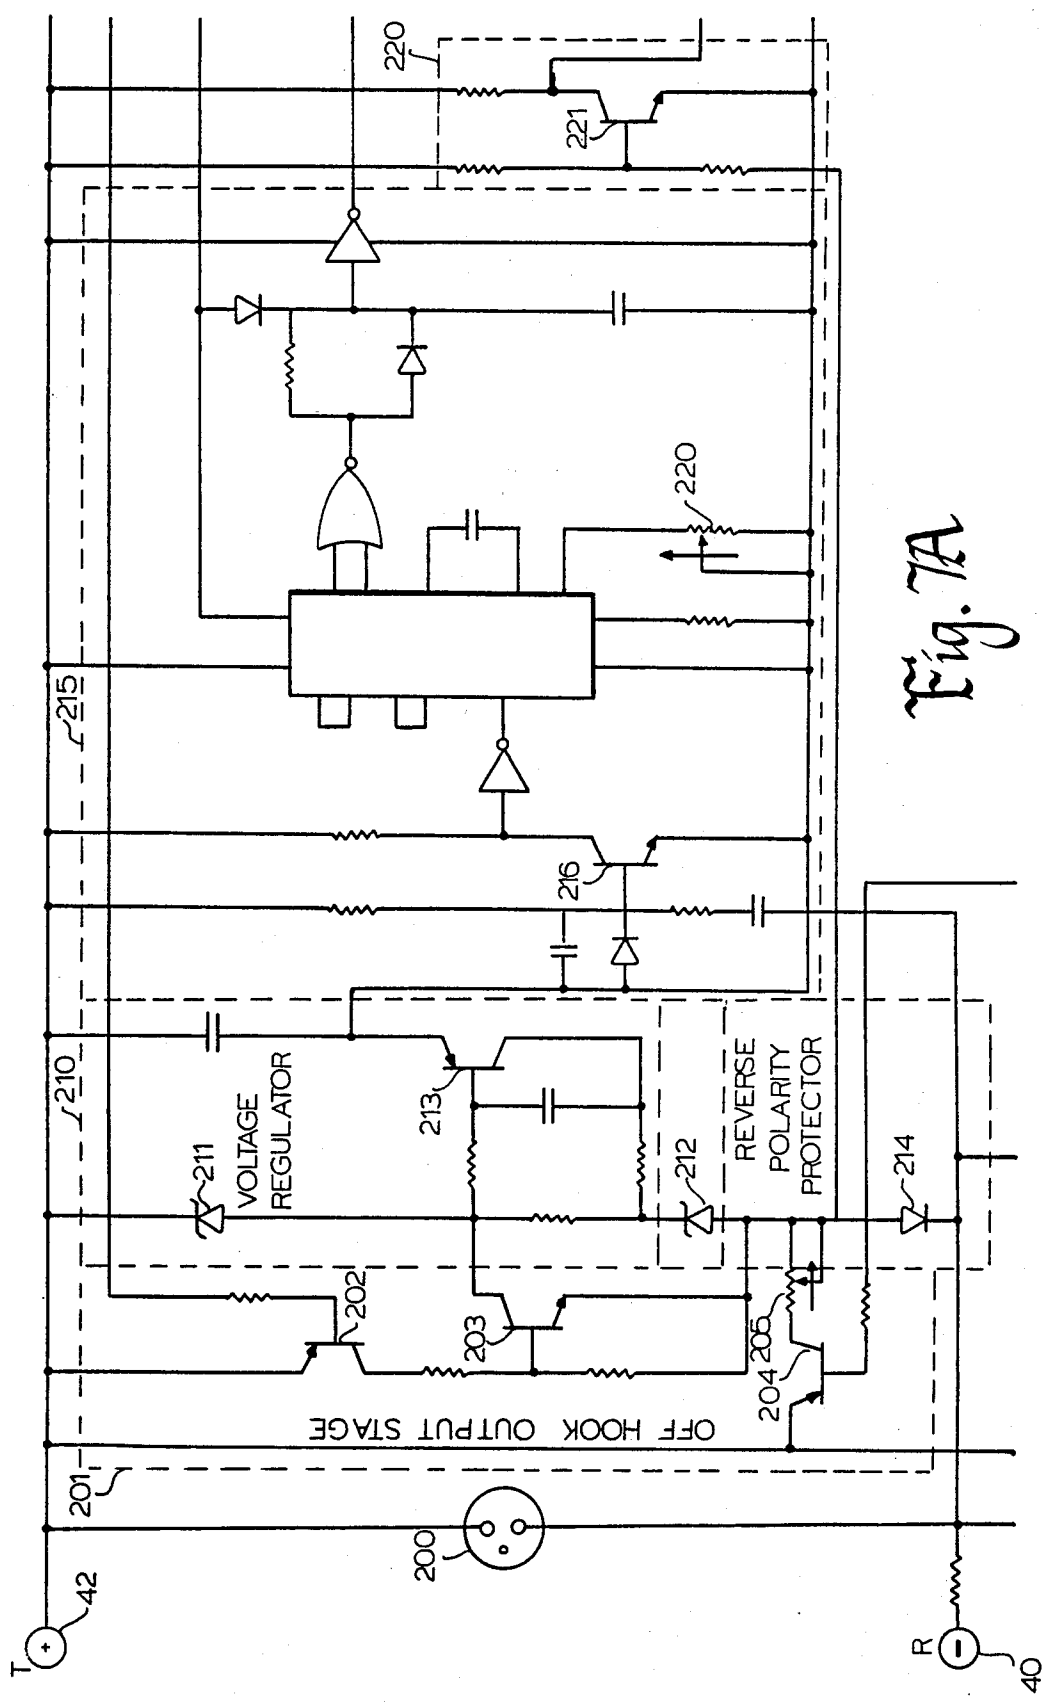 T
+
42
200
R
−
40
201
OFF HOOK OUTPUT STAGE
202
203
204
205
210
211
VOLTAGE
REGULATOR
213
212
REVERSE
POLARITY
PROTECTOR
214
215
216
220
220
221
Fig. 7A